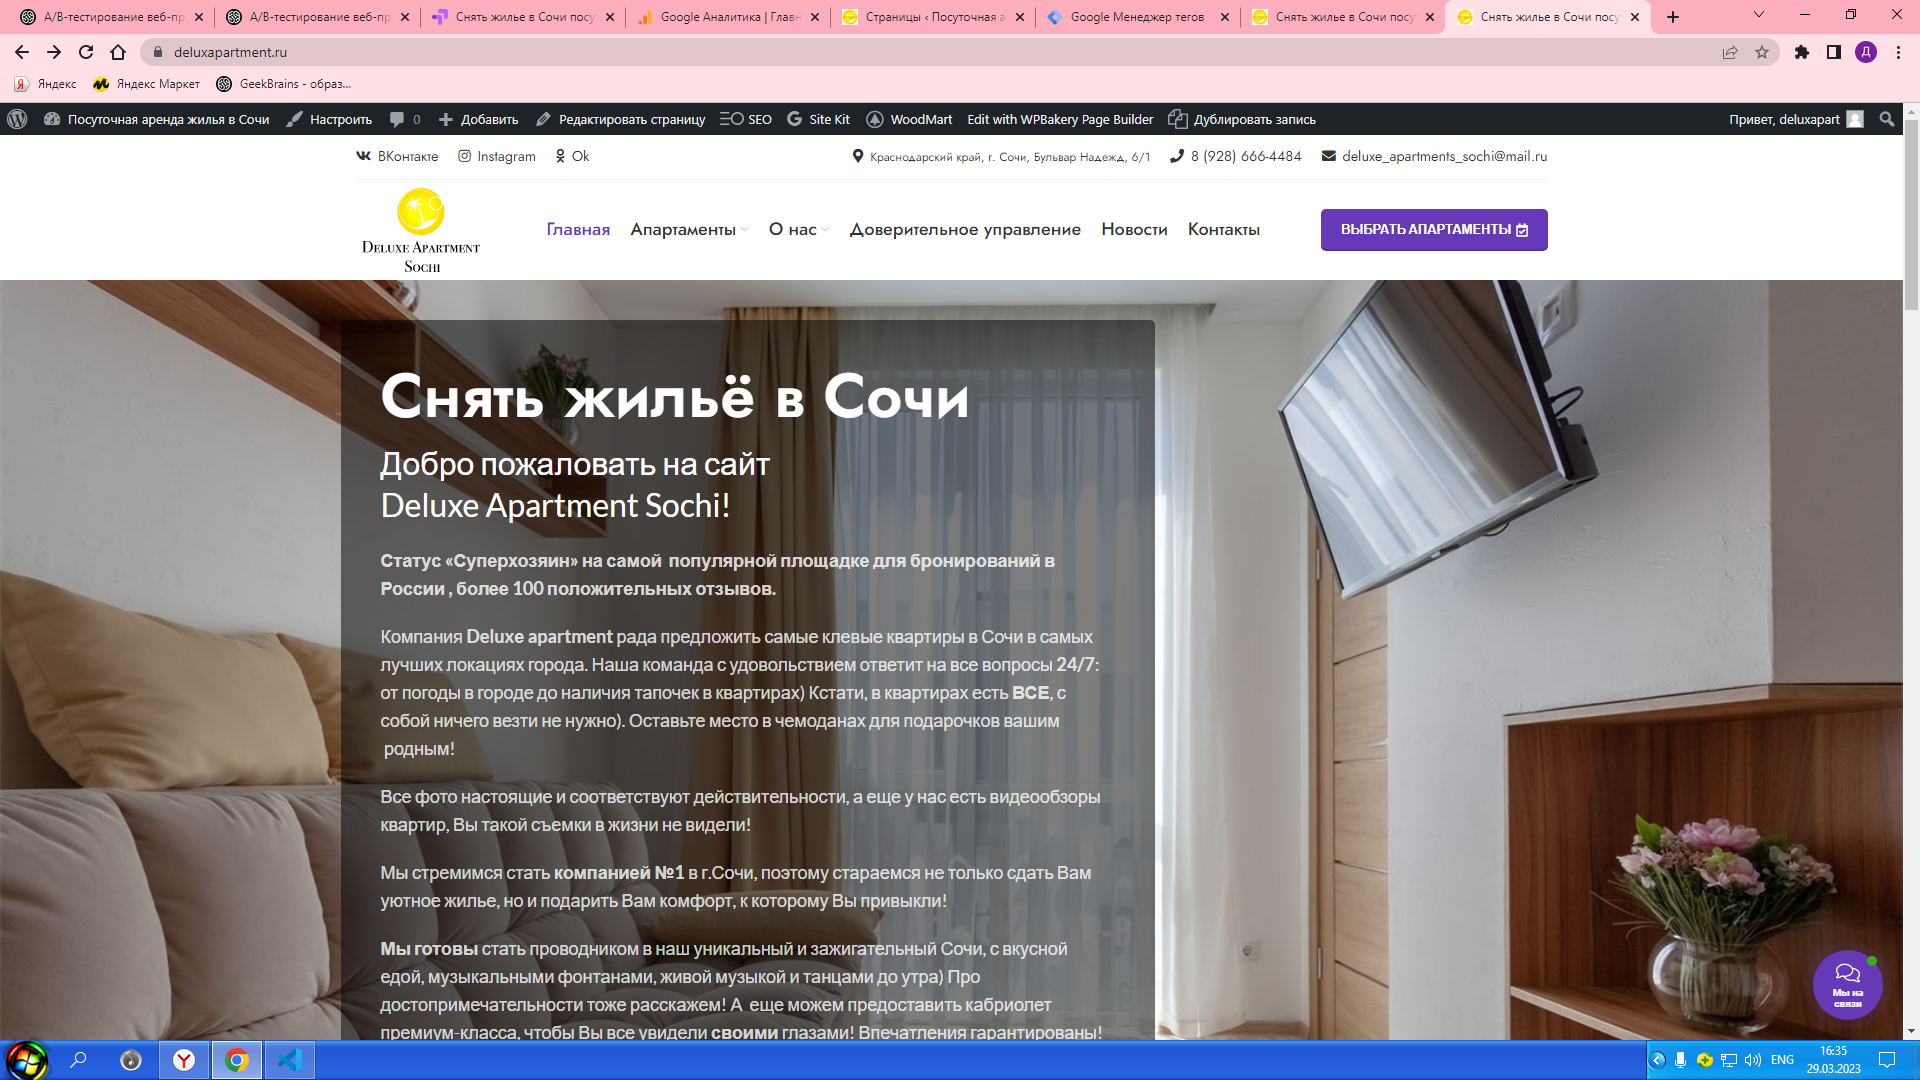 А/В-тестирование веб-пр
А/В-тестирование веб-пр
Снять жилье в Сочи посу
Google Аналитика | Главн
Страницы ‹ Посуточная а
Google Менеджер тегов
Снять жилье в Сочи посу
Снять жилье в Сочи посу
deluxapartment.ru
Д
Яндекс
Яндекс Маркет
GeekBrains - образ...
Посуточная аренда жилья в Сочи
Настроить
0
Добавить
Редактировать страницу
SEO
Site Kit
WoodMart
Edit with WPBakery Page Builder
Дублировать запись
Привет, deluxapart
ВКонтакте
Instagram
Ok
Краснодарский край, г. Сочи, Бульвар Надежд, 6/1
8 (928) 666-4484
deluxe_apartments_sochi@mail.ru
Deluxe Apartment
Sochi
Главная
Апартаменты
О нас
Доверительное управление
Новости
Контакты
ВЫБРАТЬ АПАРТАМЕНТЫ
Снять жильё в Сочи
Добро пожаловать на сайт
Deluxe Apartment Sochi!
Статус «Суперхозяин» на самой популярной площадке для бронирований в
России , более 100 положительных отзывов.
Компания Deluxe apartment рада предложить самые клевые квартиры в Сочи в самых
лучших локациях города. Наша команда с удовольствием ответит на все вопросы 24/7:
от погоды в городе до наличия тапочек в квартирах) Кстати, в квартирах есть ВСЕ, с
собой ничего везти не нужно). Оставьте место в чемоданах для подарочков вашим
родным!
Все фото настоящие и соответствуют действительности, а еще у нас есть видеообзоры
квартир, Вы такой съемки в жизни не видели!
Мы стремимся стать компанией №1 в г.Сочи, поэтому стараемся не только сдать Вам
уютное жилье, но и подарить Вам комфорт, к которому Вы привыкли!
Мы готовы стать проводником в наш уникальный и зажигательный Сочи, с вкусной
едой, музыкальными фонтанами, живой музыкой и танцами до утра) Про
достопримечательности тоже расскажем! А еще можем предоставить кабриолет
премиум-класса, чтобы Вы все увидели своими глазами! Впечатления гарантированы!
Мы на
связи
ENG
16:35
29.03.2023